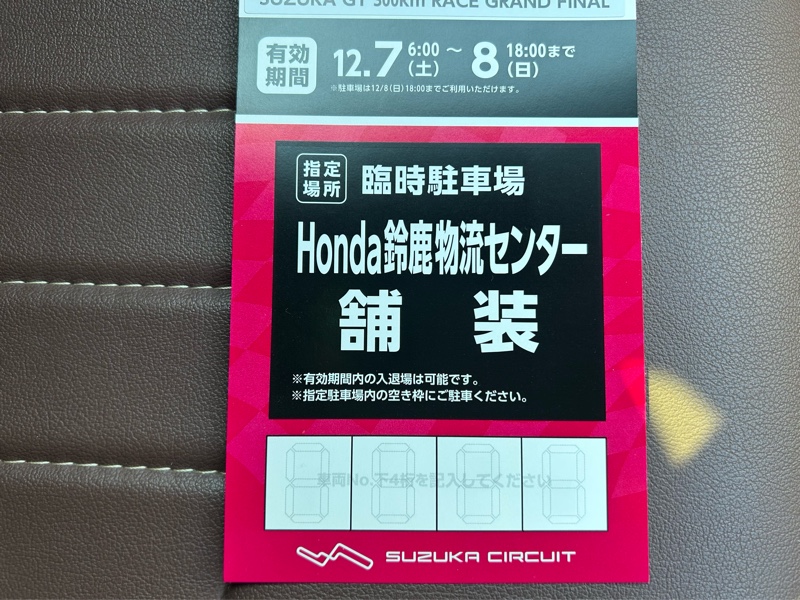 SUZUKA GT 300Km RACE GRAND FINAL
有効期間
12.7(土) 6:00 ~ 8(日) 18:00まで
※駐車場は12/8(日)18:00までご利用いただけます。
指定場所
臨時駐車場
Honda鈴鹿物流センター
舗 装
※有効期間内の入退場は可能です。
※指定駐車場内の空き枠にご駐車ください。
車両No.下4桁を記入してください
SUZUKA CIRCUIT